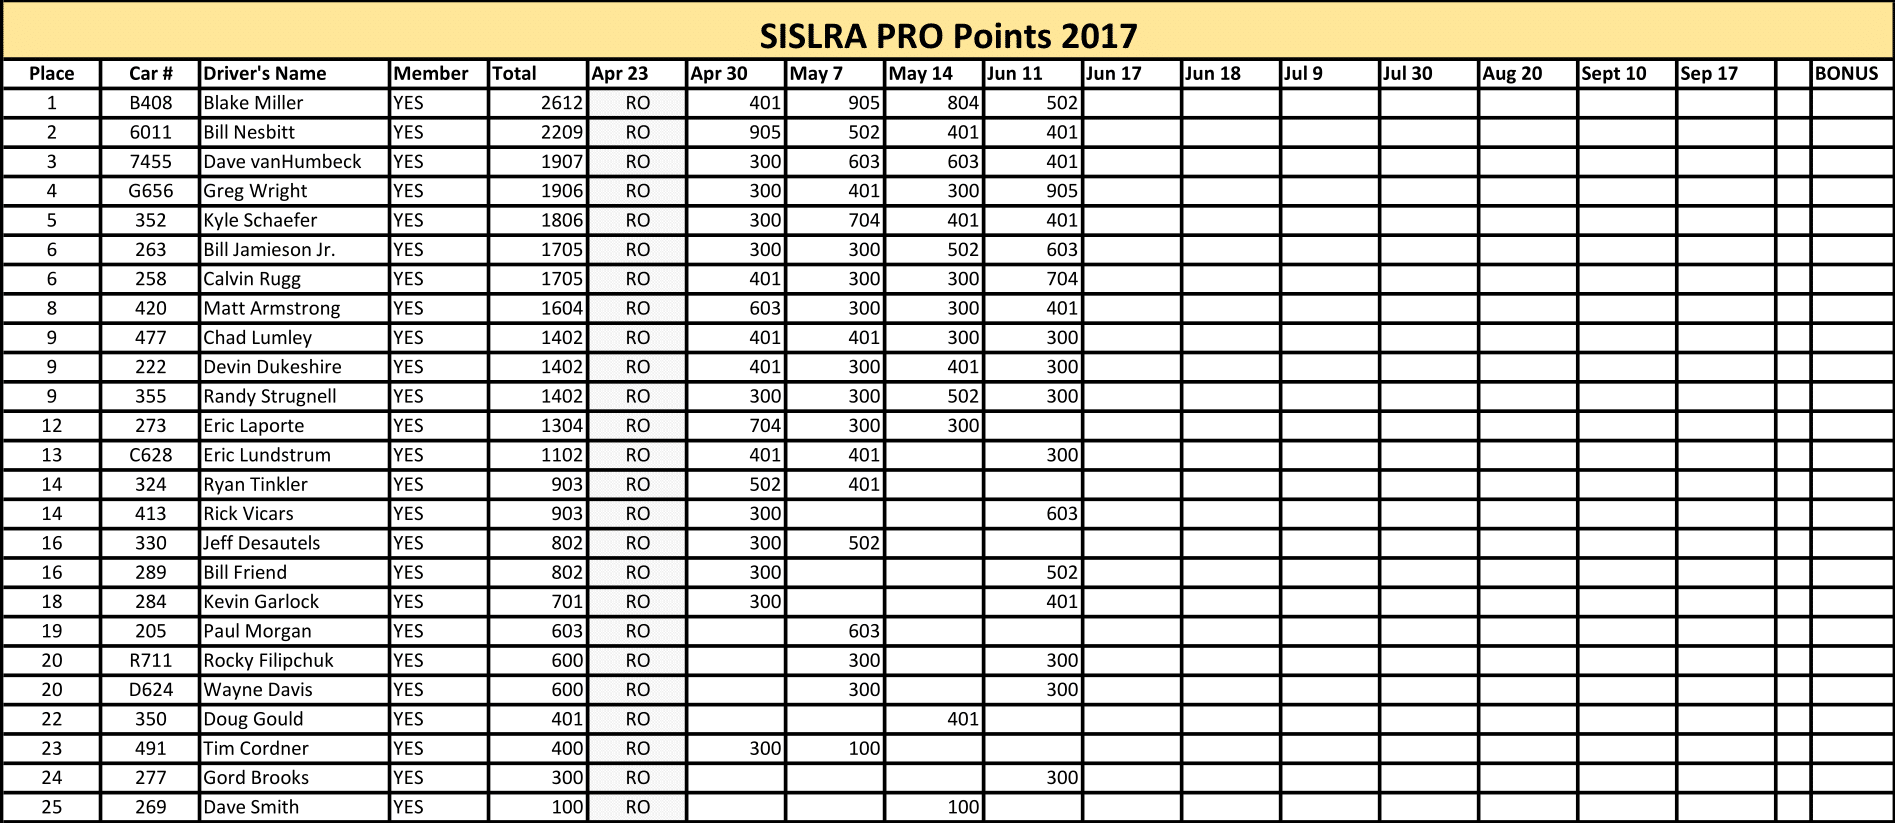 SISLRA PRO Points 2017
Place Car # Driver's Name Member Total Apr 23 Apr 30 May 7 May 14 Jun 11 Jun 17 Jun 18 Jul 9 Jul 30 Aug 20 Sept 10 Sep 17 BONUS
1 B408 Blake Miller YES 2612 RO 401 905 804 502
2 6011 Bill Nesbitt YES 2209 RO 905 502 401 401
3 7455 Dave vanHumbeck YES 1907 RO 300 603 603 401
4 G656 Greg Wright YES 1906 RO 300 401 300 905
5 352 Kyle Schaefer YES 1806 RO 300 704 401 401
6 263 Bill Jamieson Jr. YES 1705 RO 300 300 502 603
6 258 Calvin Rugg YES 1705 RO 401 300 300 704
8 420 Matt Armstrong YES 1604 RO 603 300 300 401
9 477 Chad Lumley YES 1402 RO 401 401 300 300
9 222 Devin Dukeshire YES 1402 RO 401 300 401 300
9 355 Randy Strugnell YES 1402 RO 300 300 502 300
12 273 Eric Laporte YES 1304 RO 704 300 300
13 C628 Eric Lundstrum YES 1102 RO 401 401 300
14 324 Ryan Tinkler YES 903 RO 502 401
14 413 Rick Vicars YES 903 RO 300 603
16 330 Jeff Desautels YES 802 RO 300 502
16 289 Bill Friend YES 802 RO 300 502
18 284 Kevin Garlock YES 701 RO 300 401
19 205 Paul Morgan YES 603 RO 603
20 R711 Rocky Filipchuk YES 600 RO 300 300
20 D624 Wayne Davis YES 600 RO 300 300
22 350 Doug Gould YES 401 RO 401
23 491 Tim Cordner YES 400 RO 300 100
24 277 Gord Brooks YES 300 RO 300
25 269 Dave Smith YES 100 RO 100